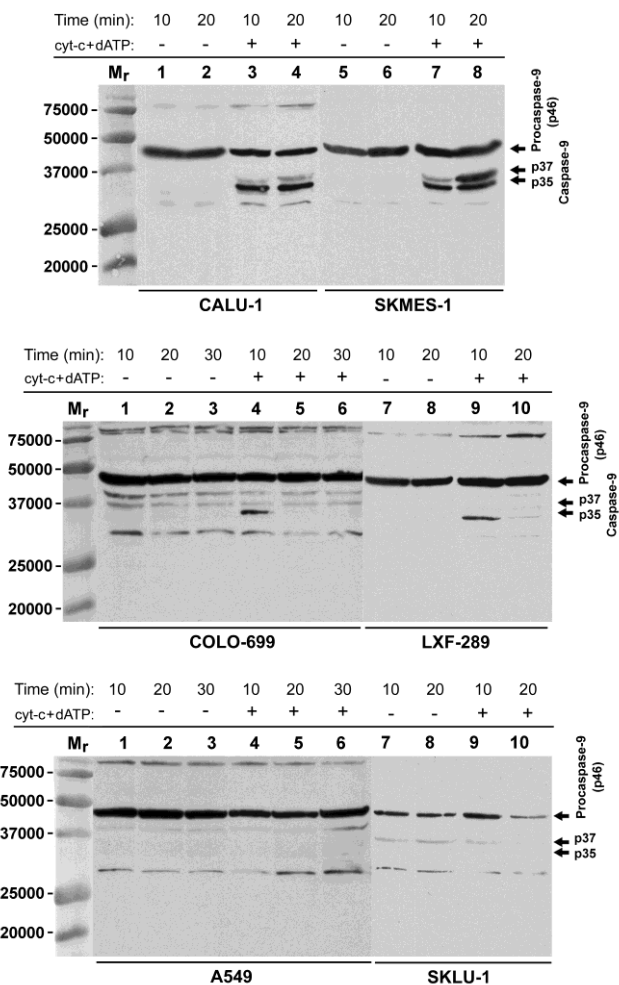 Time (min): 10 20 10 20 10 20 10 20
cyt-c+dATP: - - + + - - + +
Mr 1 2 3 4 5 6 7 8
75000
50000
37000
25000
20000
Procaspase-9
(p46)
p37
p35
Caspase-9
CALU-1 SKMES-1
Time (min): 10 20 30 10 20 30 10 20 10 20
cyt-c+dATP: - - - + + + - - + +
Mr 1 2 3 4 5 6 7 8 9 10
75000
50000
37000
25000
20000
Procaspase-9
(p46)
p37
p35
Caspase-9
COLO-699 LXF-289
Time (min): 10 20 30 10 20 30 10 20 10 20
cyt-c+dATP: - - - + + + - - + +
Mr 1 2 3 4 5 6 7 8 9 10
75000
50000
37000
25000
20000
Procaspase-9
(p46)
p37
p35
A549 SKLU-1